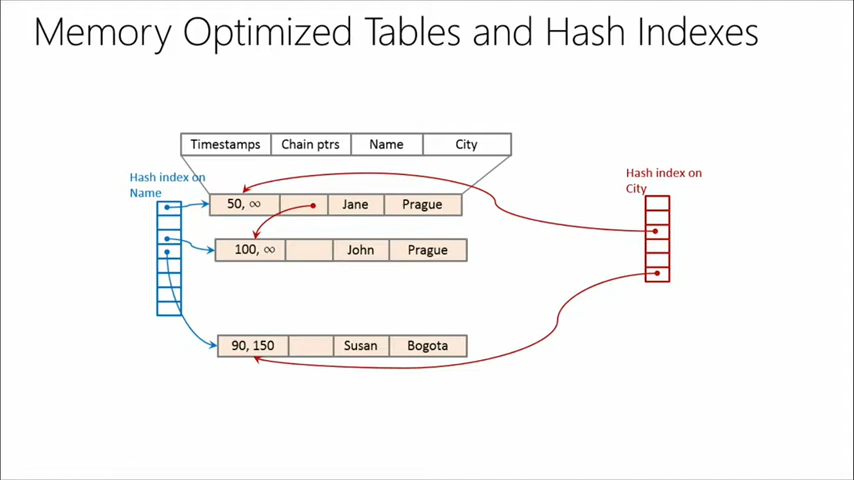 Memory Optimized Tables and Hash Indexes
Timestamps Chain ptrs Name City
Hash index on
Name
Hash index on
City
50, ∞ Jane Prague
100, ∞ John Prague
90, 150 Susan Bogota